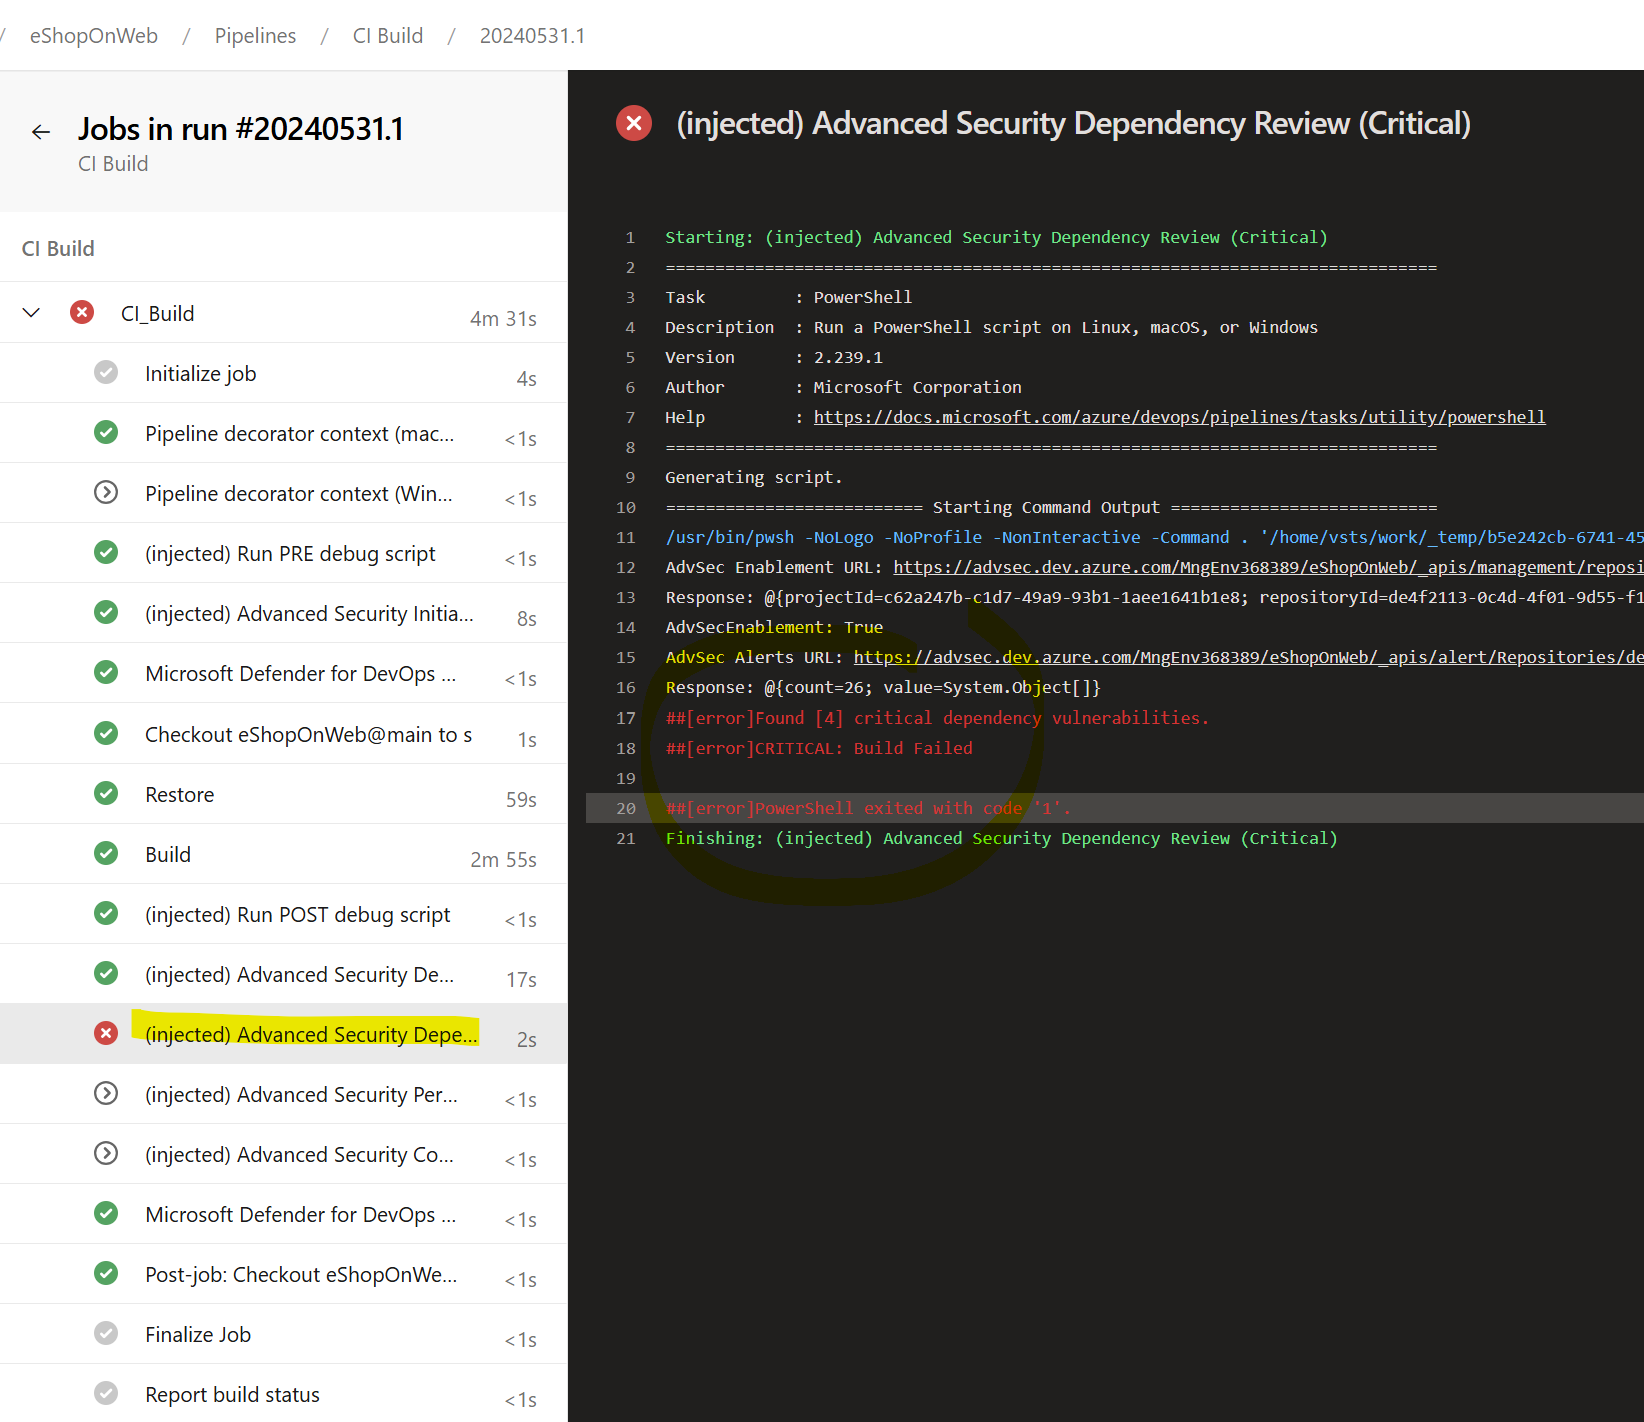 / eShopOnWeb / Pipelines / CI Build / 20240531.1
Jobs in run #20240531.1
CI Build
CI Build
CI_Build 4m 31s
Initialize job 4s
Pipeline decorator context (mac... <1s
Pipeline decorator context (Win... <1s
(injected) Run PRE debug script <1s
(injected) Advanced Security Initia... 8s
Microsoft Defender for DevOps ... <1s
Checkout eShopOnWeb@main to s 1s
Restore 59s
Build 2m 55s
(injected) Run POST debug script <1s
(injected) Advanced Security De... 17s
(injected) Advanced Security Depe... 2s
(injected) Advanced Security Per... <1s
(injected) Advanced Security Co... <1s
Microsoft Defender for DevOps ... <1s
Post-job: Checkout eShopOnWe... <1s
Finalize Job <1s
Report build status <1s
(injected) Advanced Security Dependency Review (Critical)
1 Starting: (injected) Advanced Security Dependency Review (Critical)
2 ==============================================================================
3 Task : PowerShell
4 Description : Run a PowerShell script on Linux, macOS, or Windows
5 Version : 2.239.1
6 Author : Microsoft Corporation
7 Help : https://docs.microsoft.com/azure/devops/pipelines/tasks/utility/powershell
8 ==============================================================================
9 Generating script.
10 ========================== Starting Command Output ===========================
11 /usr/bin/pwsh -NoLogo -NoProfile -NonInteractive -Command . '/home/vsts/work/_temp/b5e242cb-6741-45
12 AdvSec Enablement URL: https://advsec.dev.azure.com/MngEnv368389/eShopOnWeb/_apis/management/reposi
13 Response: @{projectId=c62a247b-c1d7-49a9-93b1-1aee1641b1e8; repositoryId=de4f2113-0c4d-4f01-9d55-f1
14 AdvSecEnablement: True
15 AdvSec Alerts URL: https://advsec.dev.azure.com/MngEnv368389/eShopOnWeb/_apis/alert/Repositories/de
16 Response: @{count=26; value=System.Object[]}
17 ##[error]Found [4] critical dependency vulnerabilities.
18 ##[error]CRITICAL: Build Failed
19
20 ##[error]PowerShell exited with code '1'.
21 Finishing: (injected) Advanced Security Dependency Review (Critical)